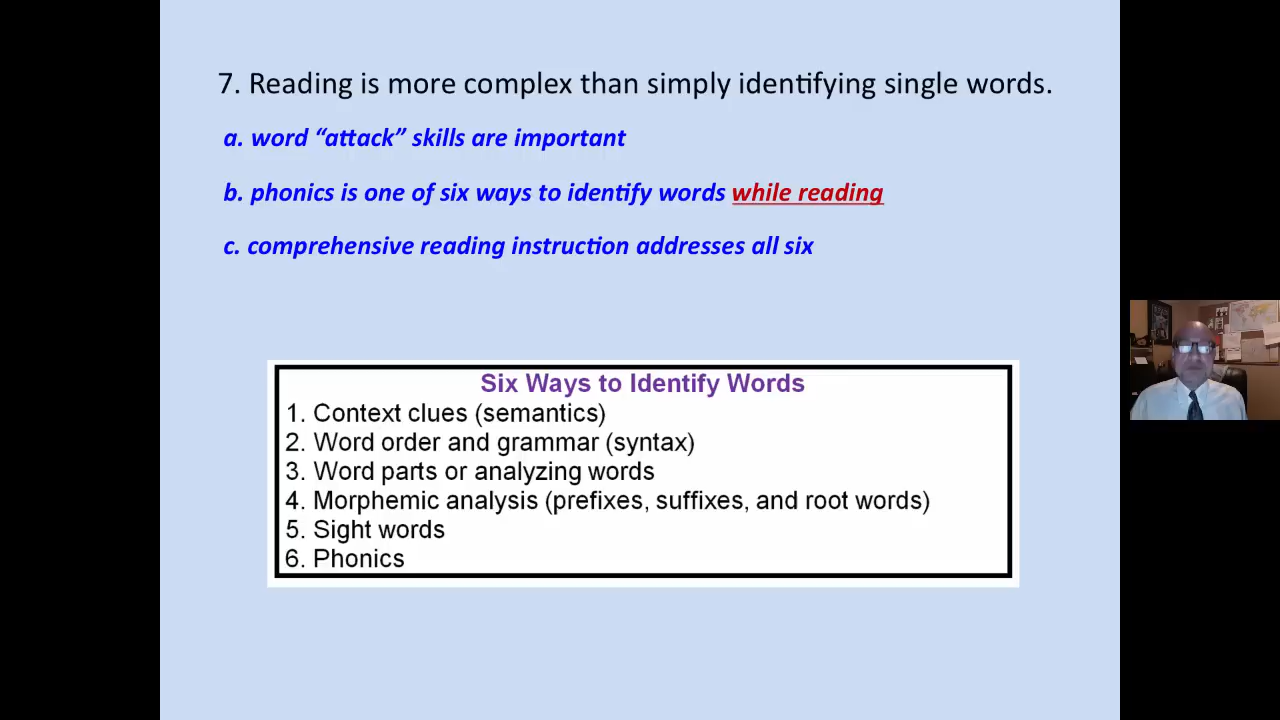 7. Reading is more complex than simply identifying single words.
a. word “attack” skills are important
b. phonics is one of six ways to identify words while reading
c. comprehensive reading instruction addresses all six
Six Ways to Identify Words
1. Context clues (semantics)
2. Word order and grammar (syntax)
3. Word parts or analyzing words
4. Morphemic analysis (prefixes, suffixes, and root words)
5. Sight words
6. Phonics